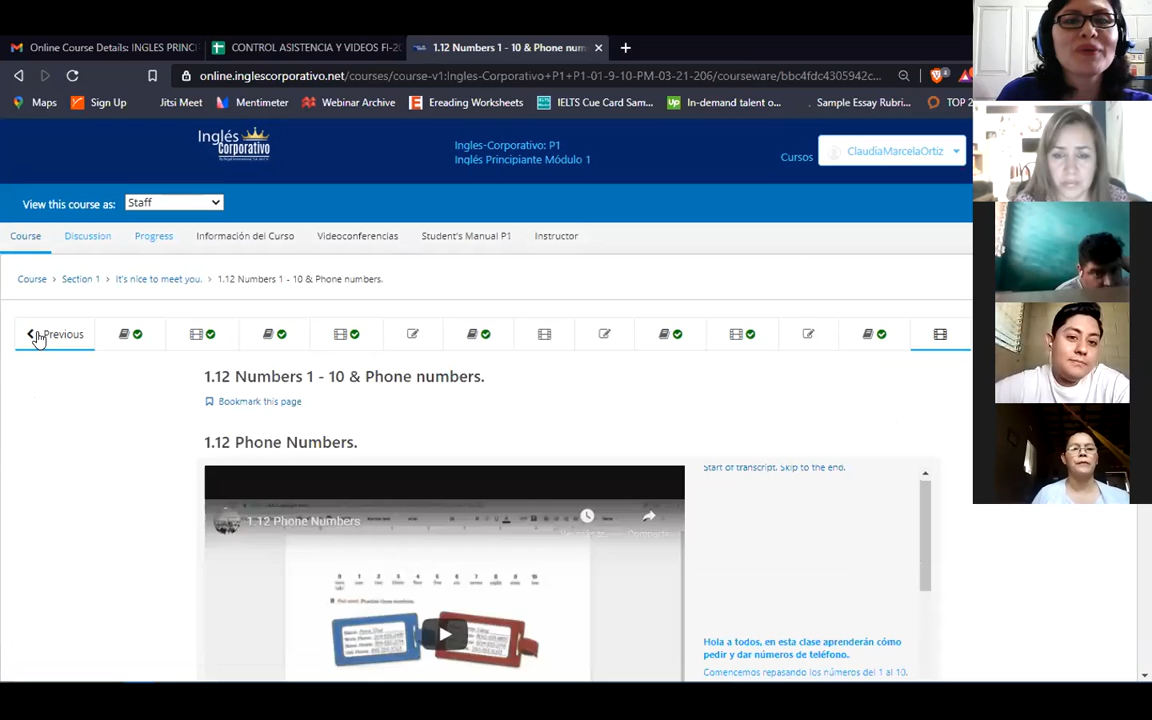 Online Course Details: INGLES PRINCI
CONTROL ASISTENCIA Y VIDEOS FI-20
1.12 Numbers 1 - 10 & Phone num
online.inglescorporativo.net/courses/course-v1:Ingles-Corporativo+P1+P1-01-9-10-PM-03-21-206/courseware/bbc4fdc4305942c...
Maps
Sign Up
Jitsi Meet
Mentimeter
Webinar Archive
Ereading Worksheets
IELTS Cue Card Sam...
In-demand talent o...
Sample Essay Rubri...
TOP 2
Inglés
Corporativo
Ingles-Corporativo: P1
Inglés Principiante Módulo 1
Cursos
ClaudiaMarcelaOrtiz
View this course as:
Staff
Course
Discussion
Progress
Información del Curso
Videoconferencias
Student's Manual P1
Instructor
Course > Section 1 > It's nice to meet you. > 1.12 Numbers 1 - 10 & Phone numbers.
Previous
1.12 Numbers 1 - 10 & Phone numbers.
Bookmark this page
1.12 Phone Numbers.
Start of transcript. Skip to the end.
1.12 Phone Numbers
Hola a todos, en esta clase aprenderán cómo
pedir y dar números de teléfono.
Comencemos repasando los números del 1 al 10.